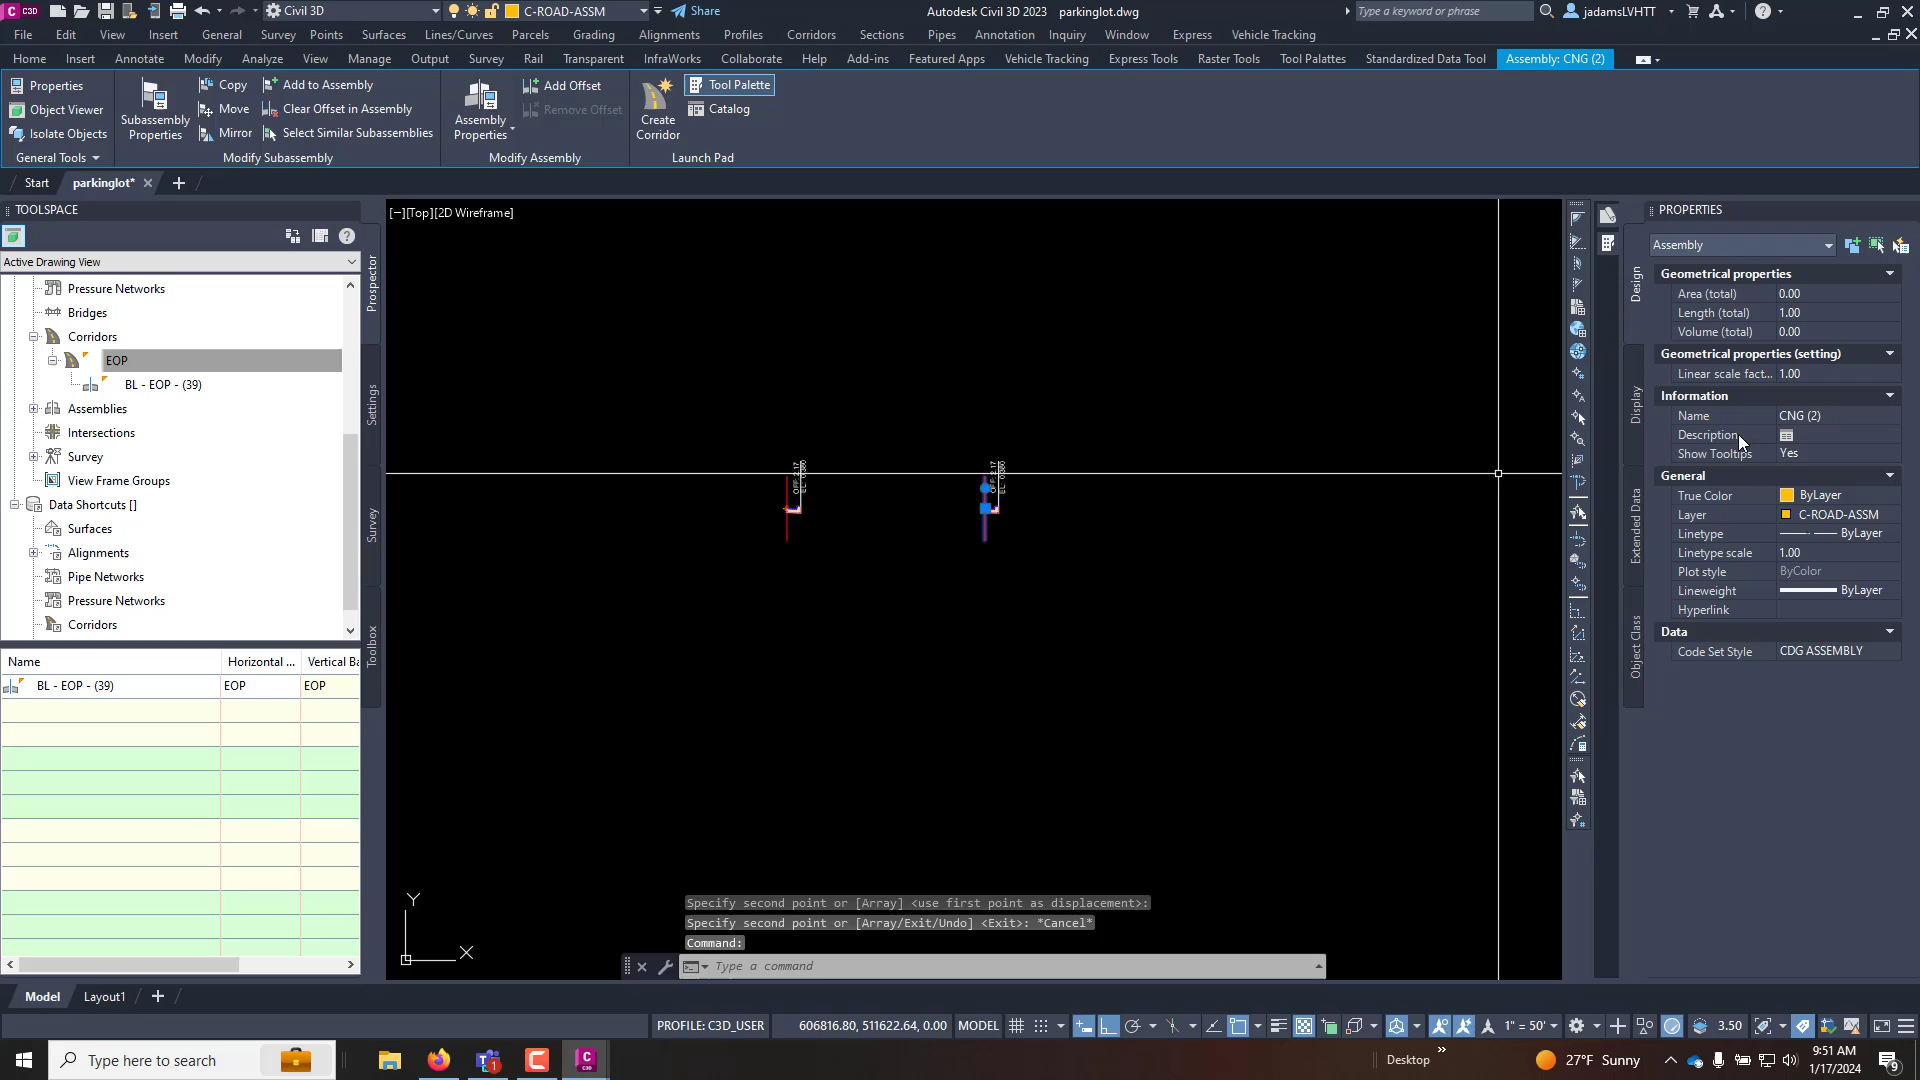 C3D
Civil 3D
C-ROAD-ASSM
Share
Autodesk Civil 3D 2023 parkinglot.dwg
Type a keyword or phrase
jadamsLVHTT
File Edit View Insert General Survey Points Surfaces Lines/Curves Parcels Grading Alignments Profiles Corridors Sections Pipes Annotation Inquiry Window Express Vehicle Tracking
Home Insert Annotate Modify Analyze View Manage Output Survey Rail Transparent InfraWorks Collaborate Help Add-ins Featured Apps Vehicle Tracking Express Tools Raster Tools Tool Palettes Standardized Data Tool Assembly: CNG (2)
Properties
Object Viewer
Isolate Objects
General Tools
Subassembly Properties
Copy
Move
Mirror
Add to Assembly
Clear Offset in Assembly
Select Similar Subassemblies
Modify Subassembly
Assembly Properties
Add Offset
Remove Offset
Modify Assembly
Create Corridor
Tool Palette
Catalog
Launch Pad
Start parkinglot*
TOOLSPACE
Active Drawing View
Pressure Networks
Bridges
Corridors
EOP
BL - EOP - (39)
Assemblies
Intersections
Survey
View Frame Groups
Data Shortcuts []
Surfaces
Alignments
Pipe Networks
Pressure Networks
Corridors
Prospector
Settings
Survey
Toolbox
Name Horizontal ... Vertical Ba
BL - EOP - (39) EOP EOP
[−][Top][2D Wireframe]
Y
X
Specify second point or [Array] <use first point as displacement>:
Specify second point or [Array/Exit/Undo] <Exit>: *Cancel*
Command:
Type a command
PROPERTIES
Assembly
Design
Display
Extended Data
Object Class
Geometrical properties
Area (total) 0.00
Length (total) 1.00
Volume (total) 0.00
Geometrical properties (setting)
Linear scale fact... 1.00
Information
Name CNG (2)
Description
Show Tooltips Yes
General
True Color ByLayer
Layer C-ROAD-ASSM
Linetype ByLayer
Linetype scale 1.00
Plot style ByColor
Lineweight ByLayer
Hyperlink
Data
Code Set Style CDG ASSEMBLY
Model Layout1
PROFILE: C3D_USER 606816.80, 511622.64, 0.00 MODEL 1" = 50' 3.50
Type here to search
Desktop
27°F Sunny
9:51 AM
1/17/2024